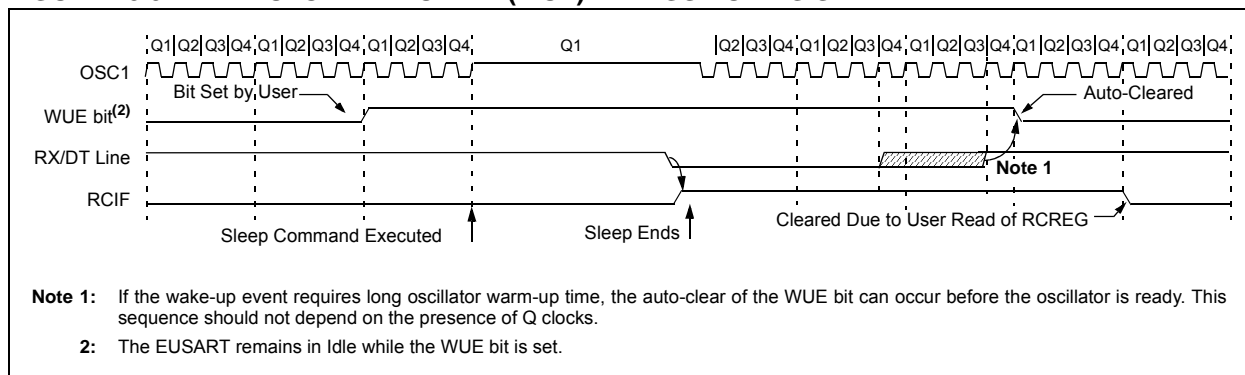 Q1 Q2 Q3 Q4 Q1 Q2 Q3 Q4 Q1 Q2 Q3 Q4 Q1 Q2 Q3 Q4 Q1 Q2 Q3 Q4 Q1 Q2 Q3 Q4 Q1 Q2 Q3 Q4 Q1 Q2 Q3 Q4
OSC1
Bit Set by User
Auto-Cleared
WUE bit(2)
RX/DT Line
Note 1
RCIF
Cleared Due to User Read of RCREG
Sleep Command Executed
Sleep Ends
Note 1: If the wake-up event requires long oscillator warm-up time, the auto-clear of the WUE bit can occur before the oscillator is ready. This
sequence should not depend on the presence of Q clocks.
2: The EUSART remains in Idle while the WUE bit is set.